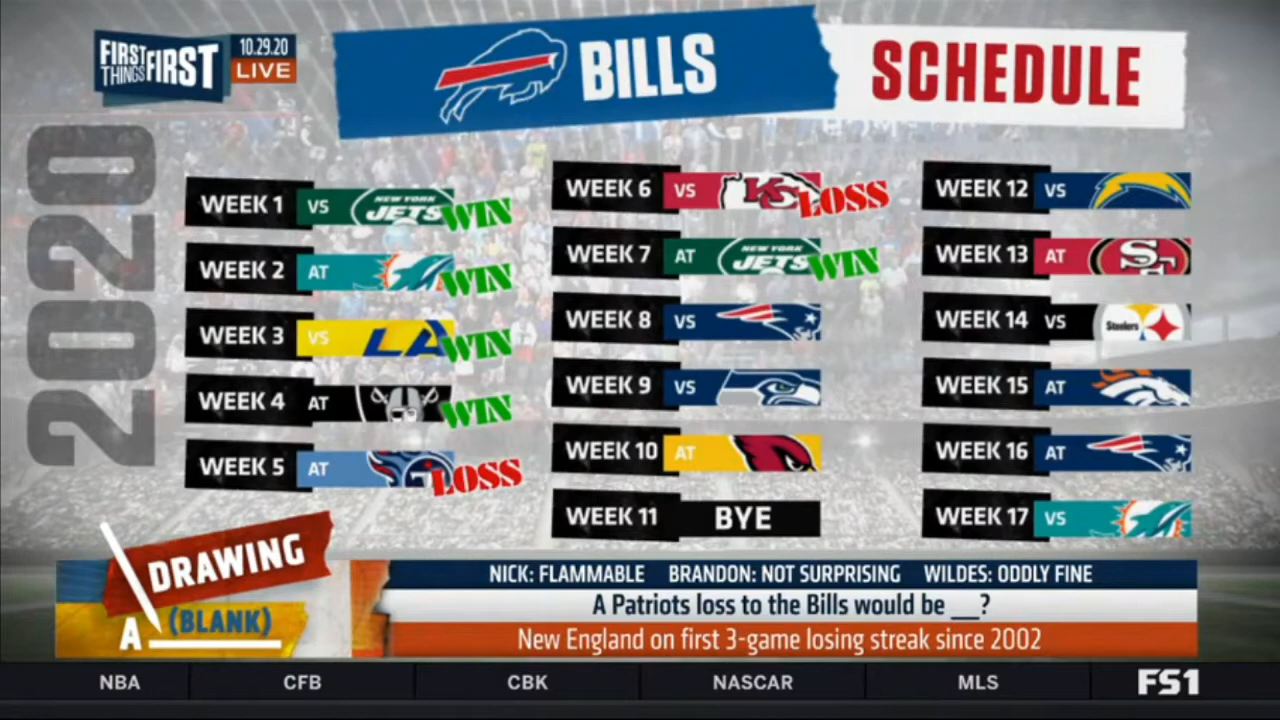 FIRST THINGS FIRST
10.29.20
LIVE
BILLS
SCHEDULE
2020
WEEK 1 VS NEW YORK JETS WIN
WEEK 2 AT WIN
WEEK 3 VS LA WIN
WEEK 4 AT WIN
WEEK 5 AT LOSS
WEEK 6 VS KC LOSS
WEEK 7 AT NEW YORK JETS WIN
WEEK 8 VS
WEEK 9 VS
WEEK 10 AT
WEEK 11 BYE
WEEK 12 VS
WEEK 13 AT SF
WEEK 14 VS Steelers
WEEK 15 AT
WEEK 16 AT
WEEK 17 VS
DRAWING
A (BLANK)
NICK: FLAMMABLE BRANDON: NOT SURPRISING WILDES: ODDLY FINE
A Patriots loss to the Bills would be __?
New England on first 3-game losing streak since 2002
NBA CFB CBK NASCAR MLS FS1